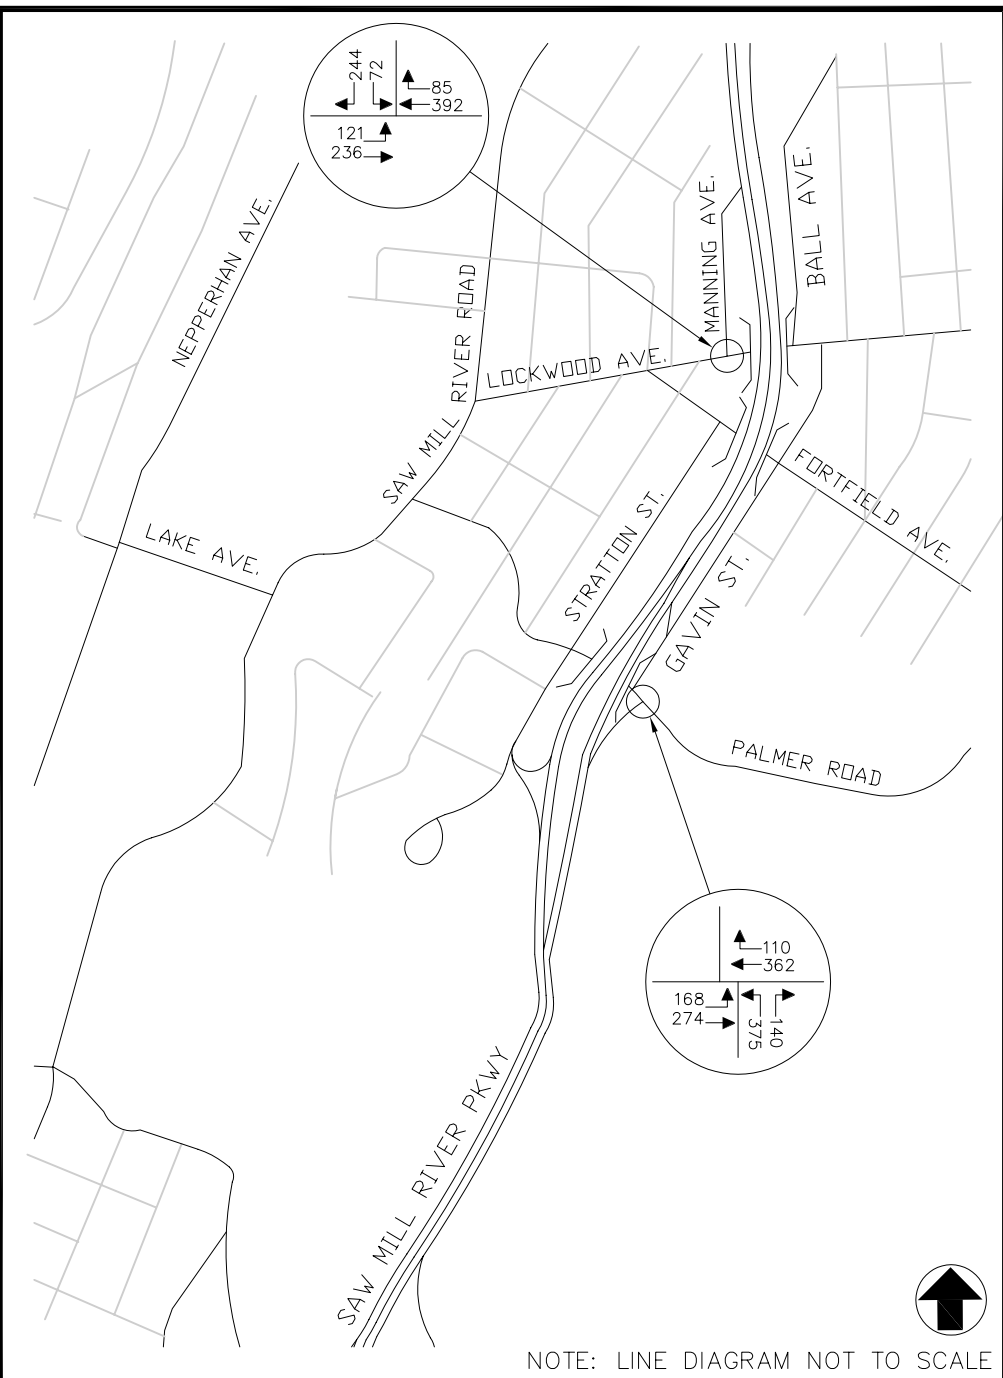 244
72
85
392
121
236
NEPPERHAN AVE.
SAW MILL RIVER ROAD
LOCKWOOD AVE.
MANNING AVE.
BALL AVE.
LAKE AVE.
STRATTON ST.
FORTFIELD AVE.
GAVIN ST.
PALMER ROAD
110
362
168
274
375
140
SAW MILL RIVER PKWY
NOTE: LINE DIAGRAM NOT TO SCALE